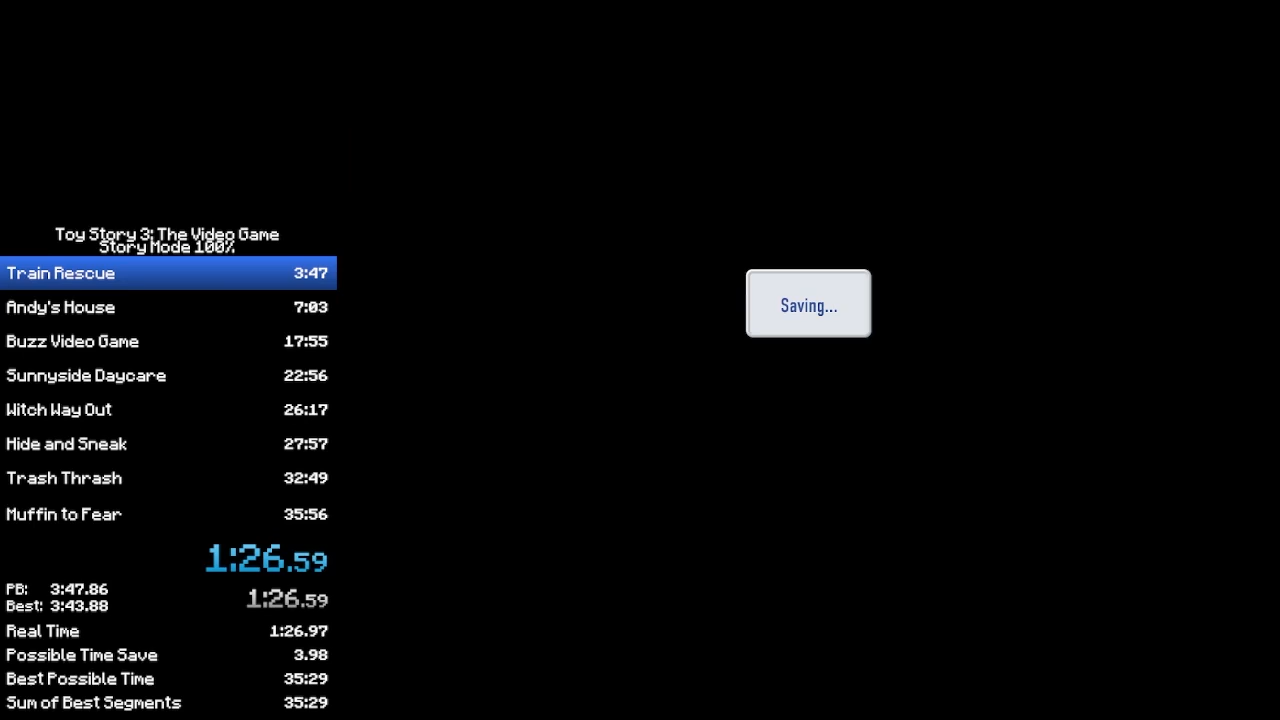 Toy Story 3: The Video Game
Story Mode 100%
Train Rescue 3:47
Andy's House 7:03
Buzz Video Game 17:55
Sunnyside Daycare 22:56
Witch Way Out 26:17
Hide and Sneak 27:57
Trash Thrash 32:49
Muffin to Fear 35:56
1:26.59
PB: 3:47.86
Best: 3:43.88
1:26.59
Real Time 1:26.97
Possible Time Save 3.98
Best Possible Time 35:29
Sum of Best Segments 35:29
Saving...